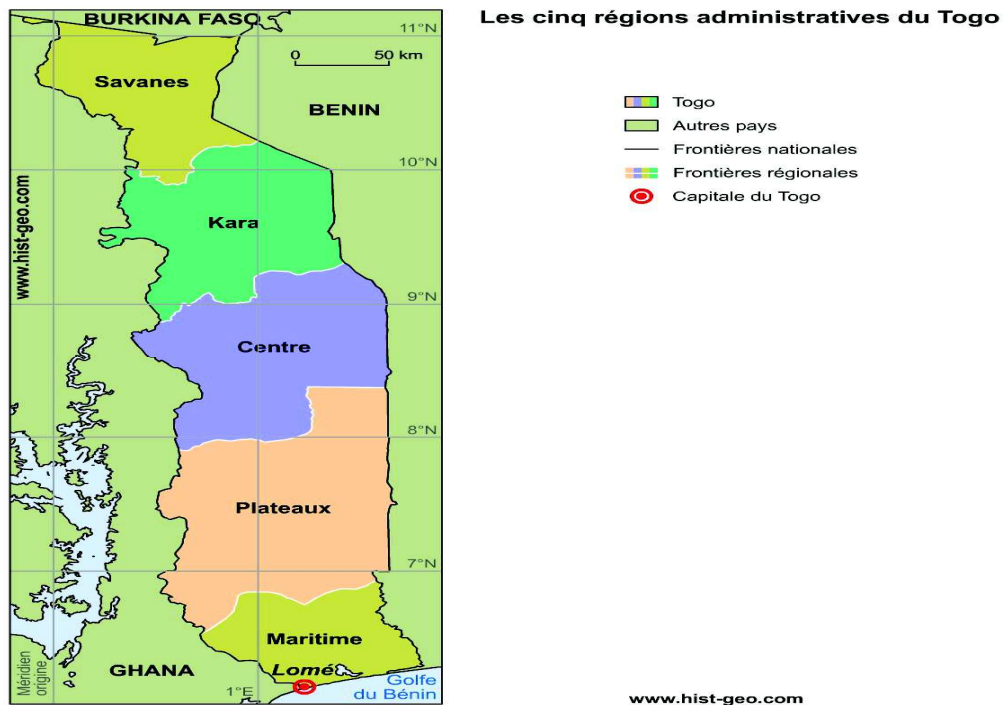 Les cinq régions administratives du Togo
BURKINA FASO
11°N
0 50 km
Savanes
BENIN
Togo
Autres pays
Frontières nationales
Frontières régionales
Capitale du Togo
10°N
www.hist-geo.com
Kara
9°N
Centre
8°N
Plateaux
7°N
Maritime
Méridien
origine
GHANA
Lomé
1°E
Golfe
du Bénin
www.hist-geo.com